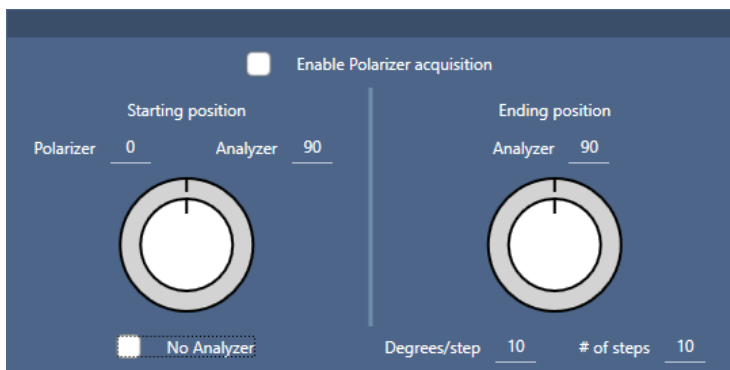 Enable Polarizer acquisition
Starting position
Ending position
Polarizer 0 Analyzer 90
Analyzer 90
No Analyzer
Degrees/step 10 # of steps 10